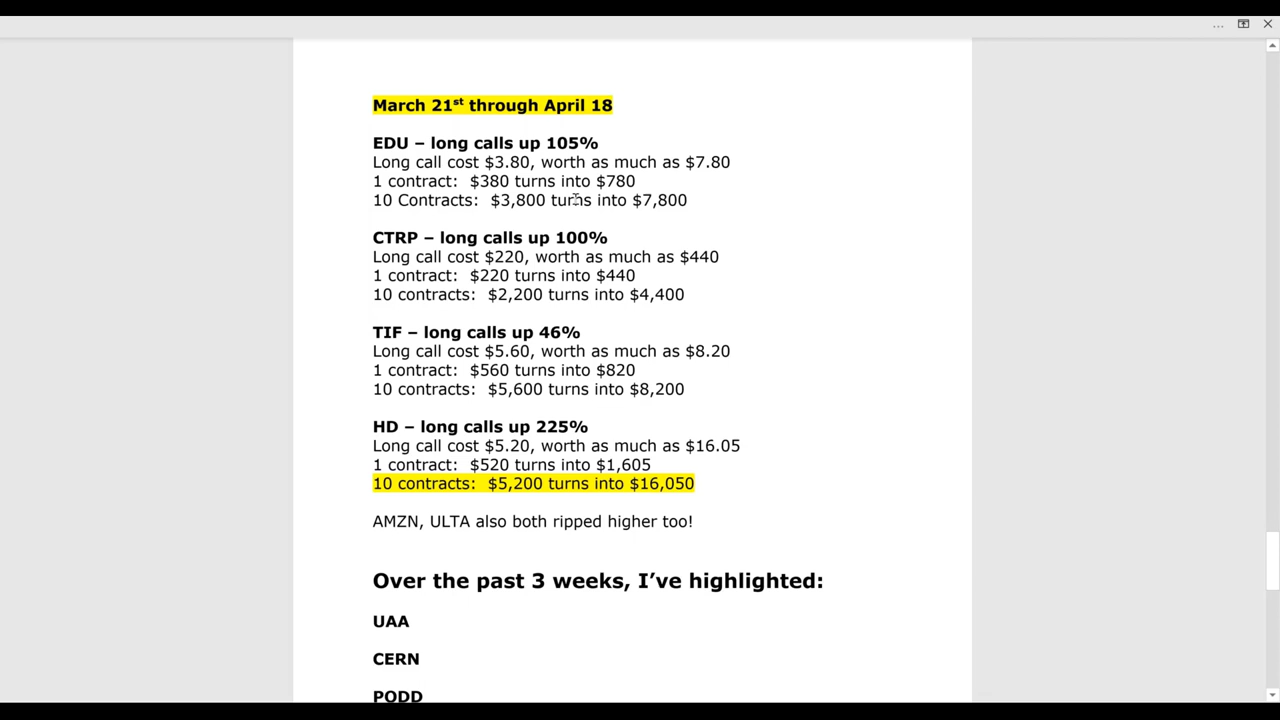 March 21st through April 18
EDU – long calls up 105%
Long call cost $3.80, worth as much as $7.80
1 contract:  $380 turns into $780
10 Contracts:  $3,800 turns into $7,800
CTRP – long calls up 100%
Long call cost $220, worth as much as $440
1 contract:  $220 turns into $440
10 contracts:  $2,200 turns into $4,400
TIF – long calls up 46%
Long call cost $5.60, worth as much as $8.20
1 contract:  $560 turns into $820
10 contracts:  $5,600 turns into $8,200
HD – long calls up 225%
Long call cost $5.20, worth as much as $16.05
1 contract:  $520 turns into $1,605
10 contracts:  $5,200 turns into $16,050
AMZN, ULTA also both ripped higher too!
Over the past 3 weeks, I’ve highlighted:
UAA
CERN
PODD